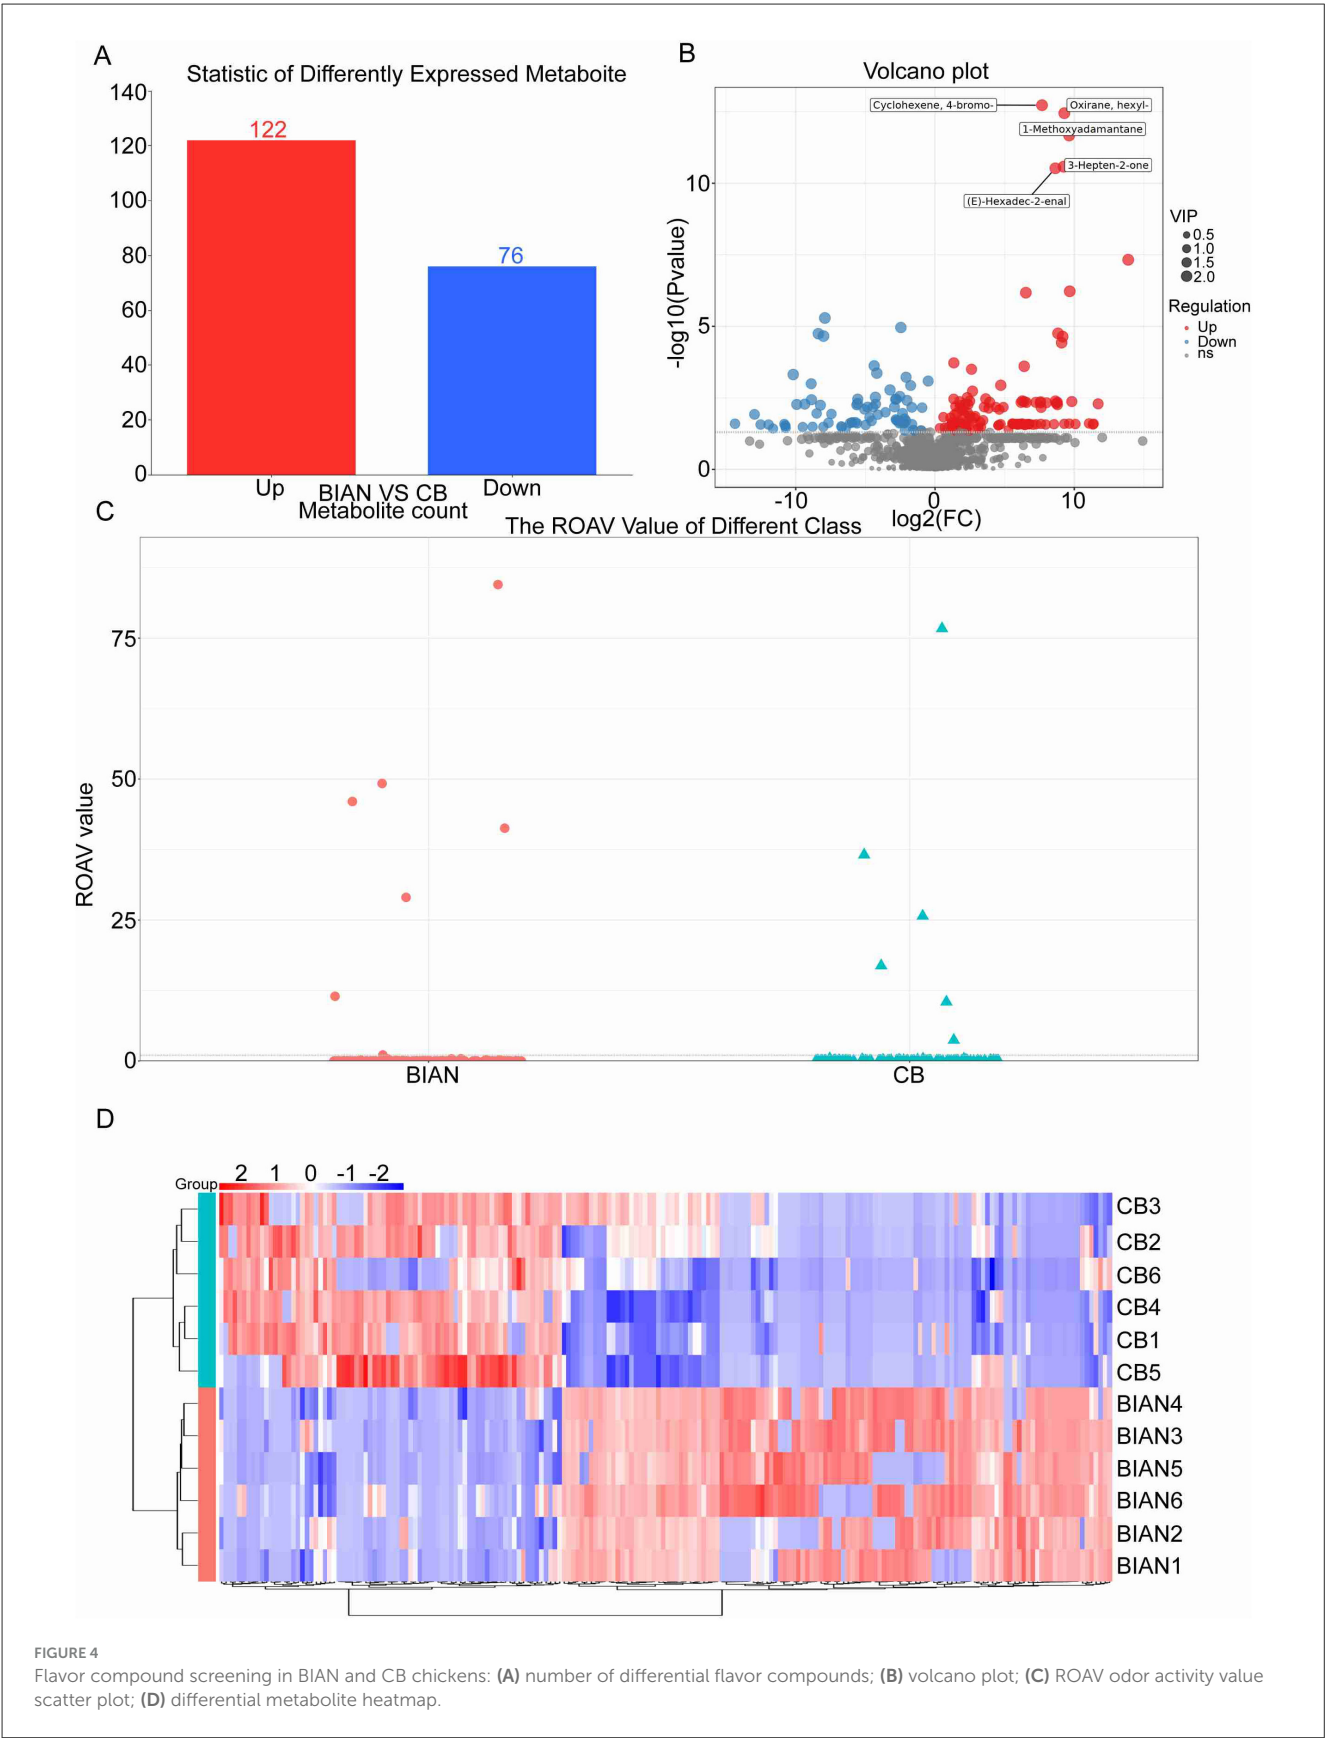 A
Statistic of Differently Expressed Metaboite
140
120
100
80
60
40
20
0
122
76
Up
BIAN VS CB
Down
Metabolite count
B
Volcano plot
Cyclohexene, 4-bromo-
Oxirane, hexyl-
1-Methoxyadamantane
3-Hepten-2-one
(E)-Hexadec-2-enal
-log10(Pvalue)
10
5
0
-10
0
10
log2(FC)
VIP
0.5
1.0
1.5
2.0
Regulation
Up
Down
ns
C
The ROAV Value of Different Class
ROAV value
75
50
25
0
BIAN
CB
D
Group
2 1 0 -1 -2
CB3
CB2
CB6
CB4
CB1
CB5
BIAN4
BIAN3
BIAN5
BIAN6
BIAN2
BIAN1
FIGURE 4
Flavor compound screening in BIAN and CB chickens: (A) number of differential flavor compounds; (B) volcano plot; (C) ROAV odor activity value
scatter plot; (D) differential metabolite heatmap.